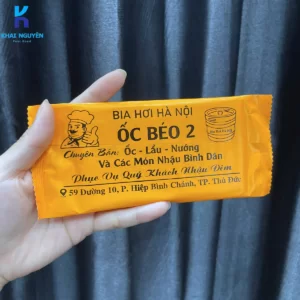 KHAI NGUYÊN
BIA HƠI HÀ NỘI
ỐC BÉO 2
Chuyên Bán: Ốc - Lẩu - Nướng
Và Các Món Nhậu Bình Dân
Phục Vụ Quý Khách Nhậu Đêm
59 Đường 10, P. Hiệp Bình Chánh, TP. Thủ Đức